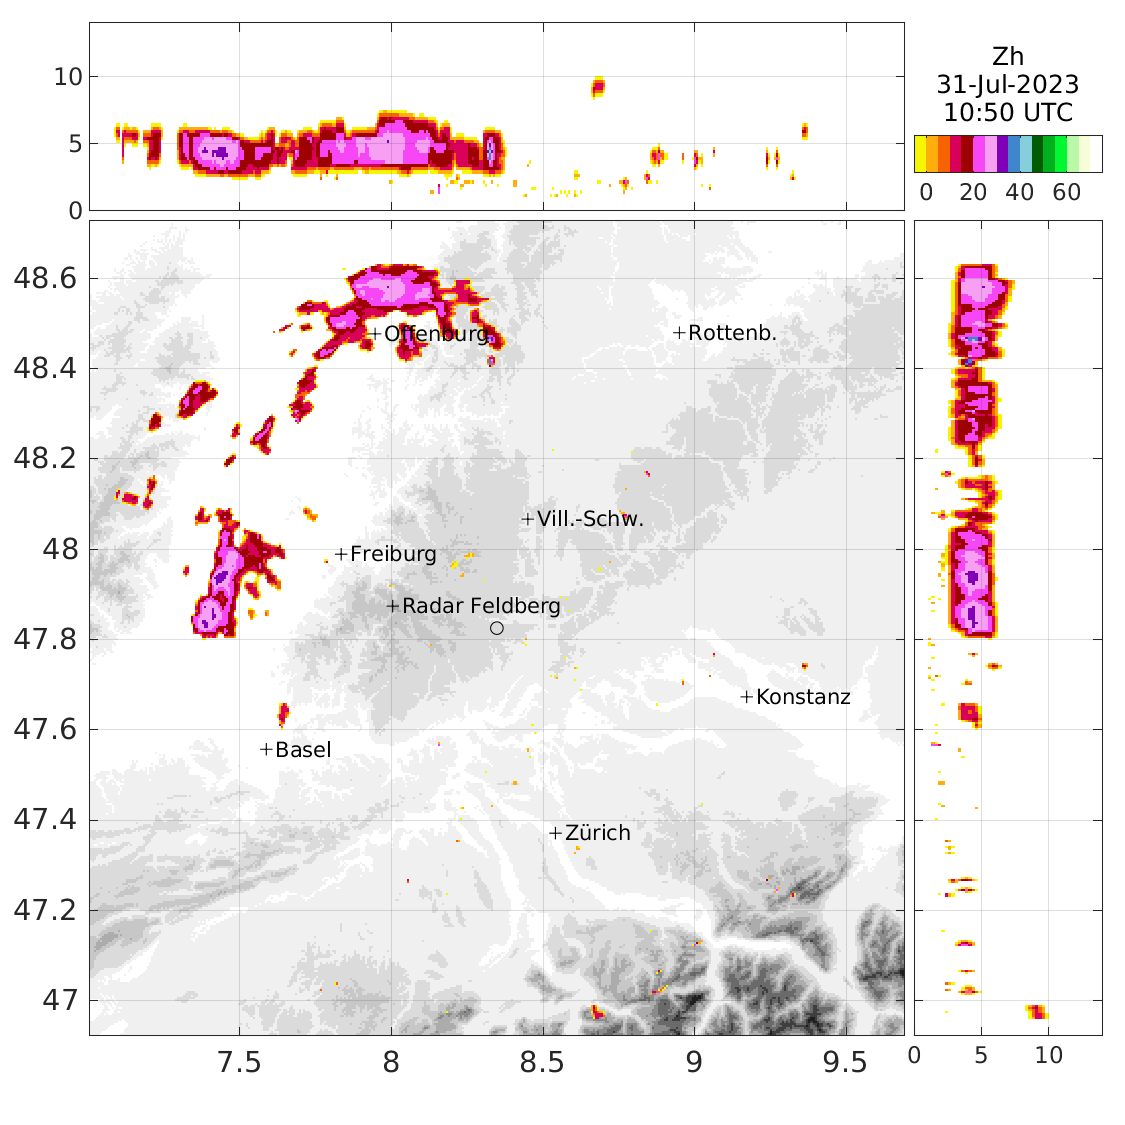 10
5
0
Zh
31-Jul-2023
10:50 UTC
0 20 40 60
48.6
48.4
48.2
48
47.8
47.6
47.4
47.2
47
+Offenburg
+Rottenb.
+Vill.-Schw.
+Freiburg
+Radar Feldberg
+Konstanz
+Basel
+Zürich
7.5 8 8.5 9 9.5
0 5 10